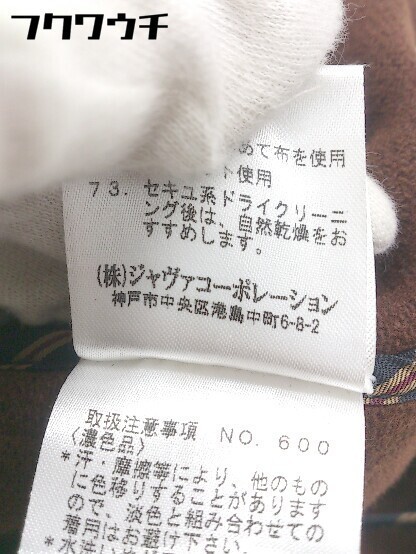 フクワウチ
あて布を使用
ト使用
73. セキユ系ドライクリーニ
ング後は、自然乾燥をお
すすめします。
(株)ジャヴァコーポレーション
神戸市中央区港島中町6-8-2
取扱注意事項 NO. 600
〈濃色品〉
*汗・摩擦等により、他のもの
に色移りすることがあります
ので、淡色と組み合わせての
着用はお避け下さい。
*水洗い